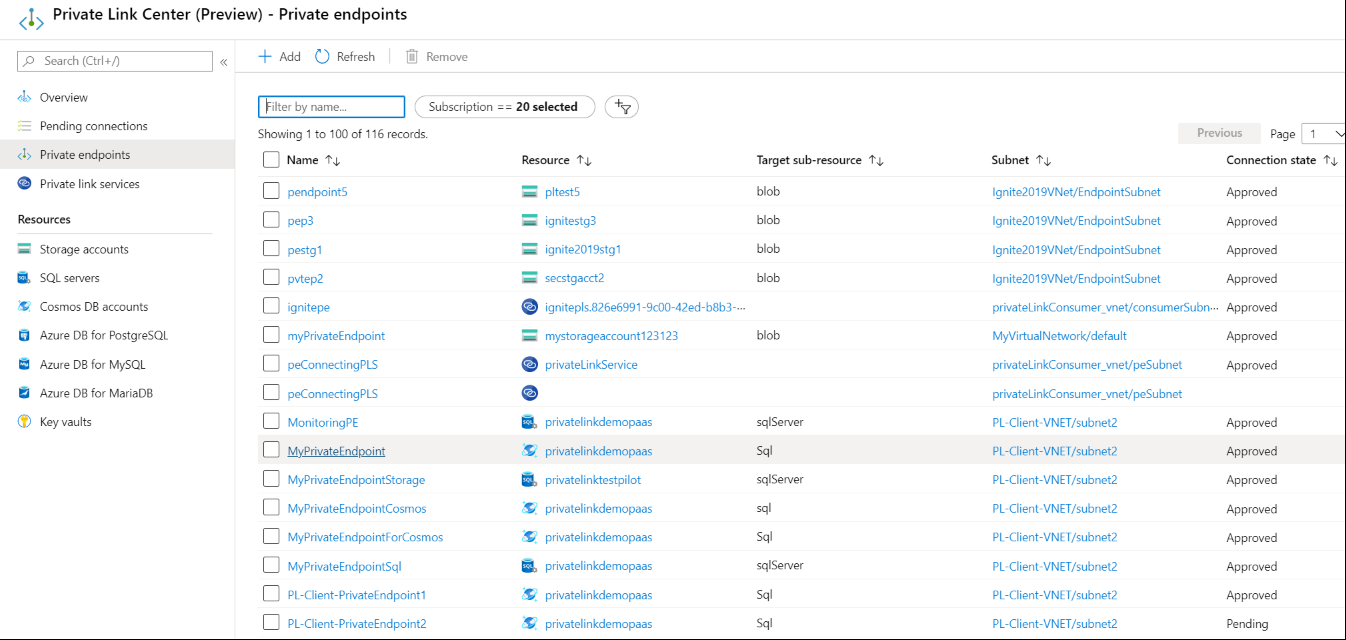 Private Link Center (Preview) - Private endpoints
Search (Ctrl+/)
«
Add Refresh Remove
Overview
Pending connections
Private endpoints
Private link services
Resources
Storage accounts
SQL servers
Cosmos DB accounts
Azure DB for PostgreSQL
Azure DB for MySQL
Azure DB for MariaDB
Key vaults
Filter by name... Subscription == 20 selected
Showing 1 to 100 of 116 records. Previous Page 1
Name Resource Target sub-resource Subnet Connection state
pendpoint5 pltest5 blob Ignite2019VNet/EndpointSubnet Approved
pep3 ignitestg3 blob Ignite2019VNet/EndpointSubnet Approved
pestg1 ignite2019stg1 blob Ignite2019VNet/EndpointSubnet Approved
pvtep2 secstgacct2 blob Ignite2019VNet/EndpointSubnet Approved
ignitepe ignitepls.826e6991-9c00-42ed-b8b3-... privateLinkConsumer_vnet/consumerSubn... Approved
myPrivateEndpoint mystorageaccount123123 blob MyVirtualNetwork/default Approved
peConnectingPLS privateLinkService privateLinkConsumer_vnet/peSubnet Approved
peConnectingPLS privateLinkConsumer_vnet/peSubnet
MonitoringPE privatelinkdemopaas sqlServer PL-Client-VNET/subnet2 Approved
MyPrivateEndpoint privatelinkdemopaas Sql PL-Client-VNET/subnet2 Approved
MyPrivateEndpointStorage privatelinktestpilot sqlServer PL-Client-VNET/subnet2 Approved
MyPrivateEndpointCosmos privatelinkdemopaas sql PL-Client-VNET/subnet2 Approved
MyPrivateEndpointForCosmos privatelinkdemopaas Sql PL-Client-VNET/subnet2 Approved
MyPrivateEndpointSql privatelinkdemopaas sqlServer PL-Client-VNET/subnet2 Approved
PL-Client-PrivateEndpoint1 privatelinkdemopaas Sql PL-Client-VNET/subnet2 Approved
PL-Client-PrivateEndpoint2 privatelinkdemopaas Sql PL-Client-VNET/subnet2 Pending